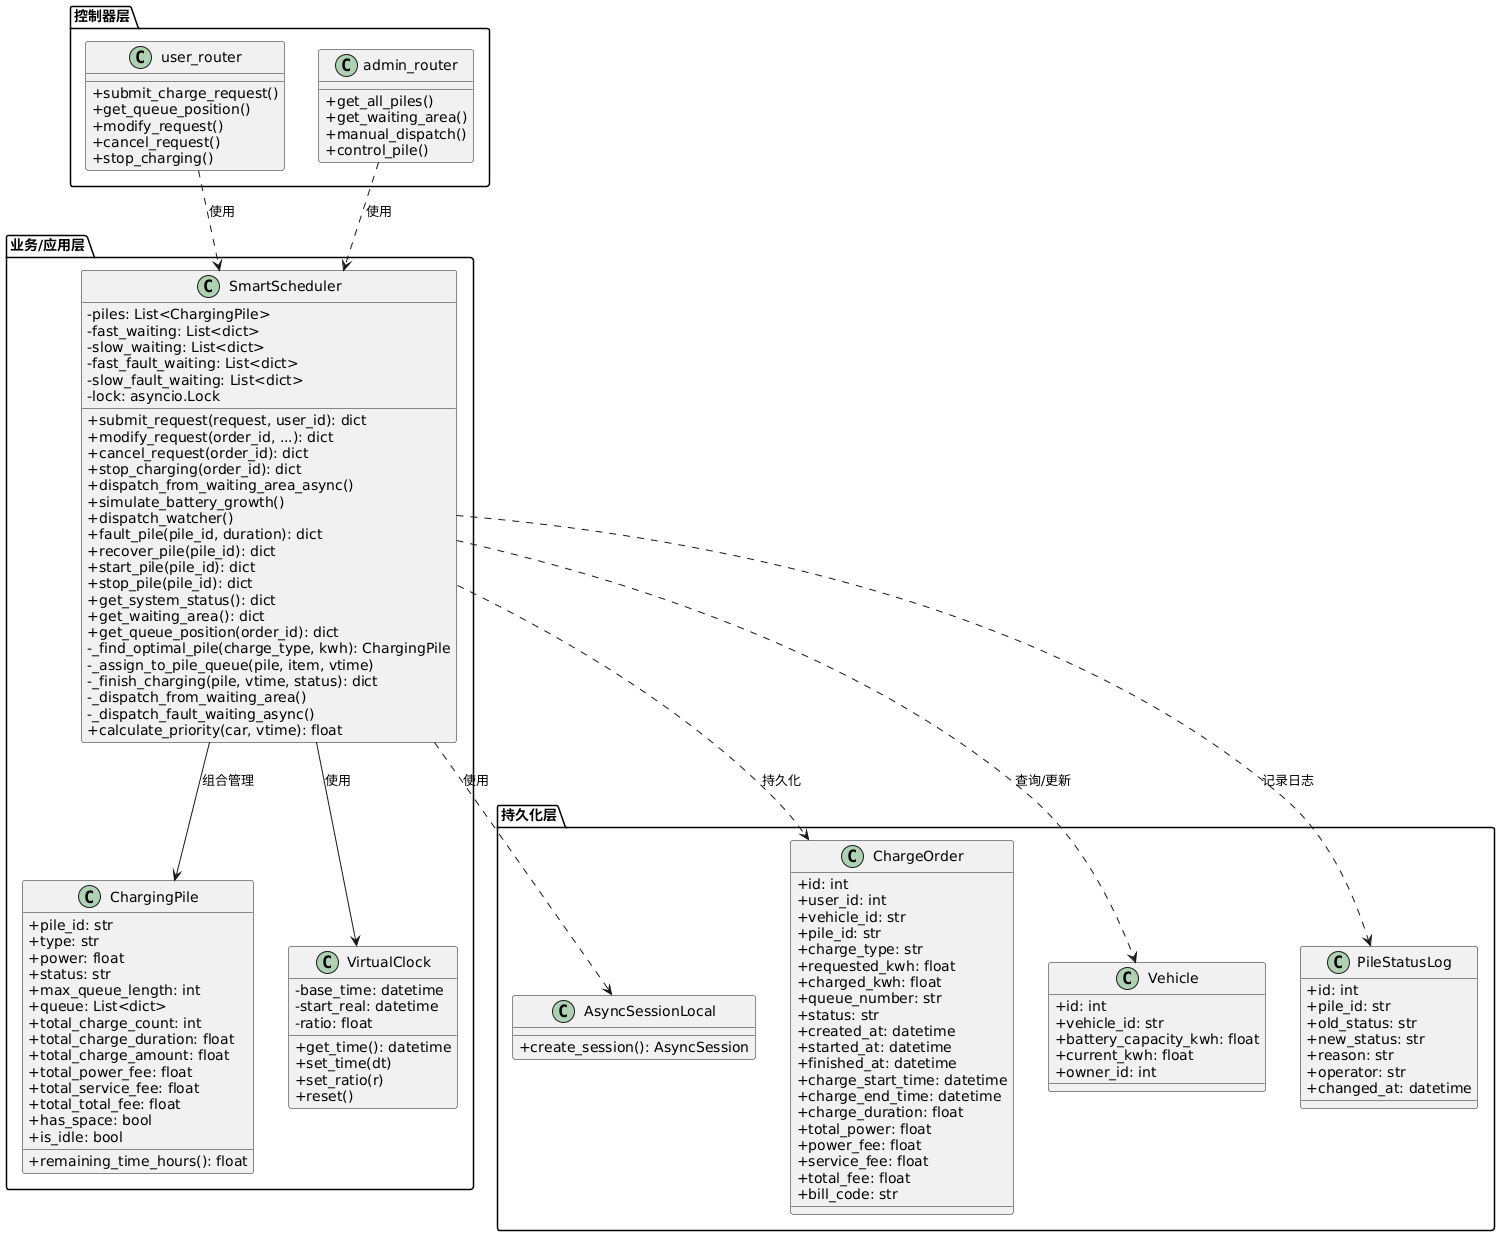 控制器层
C user_router
+submit_charge_request()
+get_queue_position()
+modify_request()
+cancel_request()
+stop_charging()
C admin_router
+get_all_piles()
+get_waiting_area()
+manual_dispatch()
+control_pile()
使用
使用
业务/应用层
C SmartScheduler
-piles: List<ChargingPile>
-fast_waiting: List<dict>
-slow_waiting: List<dict>
-fast_fault_waiting: List<dict>
-slow_fault_waiting: List<dict>
-lock: asyncio.Lock
+submit_request(request, user_id): dict
+modify_request(order_id, ...): dict
+cancel_request(order_id): dict
+stop_charging(order_id): dict
+dispatch_from_waiting_area_async()
+simulate_battery_growth()
+dispatch_watcher()
+fault_pile(pile_id, duration): dict
+recover_pile(pile_id): dict
+start_pile(pile_id): dict
+stop_pile(pile_id): dict
+get_system_status(): dict
+get_waiting_area(): dict
+get_queue_position(order_id): dict
-_find_optimal_pile(charge_type, kwh): ChargingPile
-_assign_to_pile_queue(pile, item, vtime)
-_finish_charging(pile, vtime, status): dict
-_dispatch_from_waiting_area()
-_dispatch_fault_waiting_async()
+calculate_priority(car, vtime): float
组合管理
使用
使用
持久化
查询/更新
记录日志
C ChargingPile
+pile_id: str
+type: str
+power: float
+status: str
+max_queue_length: int
+queue: List<dict>
+total_charge_count: int
+total_charge_duration: float
+total_charge_amount: float
+total_power_fee: float
+total_service_fee: float
+total_total_fee: float
+has_space: bool
+is_idle: bool
+remaining_time_hours(): float
C VirtualClock
-base_time: datetime
-start_real: datetime
-ratio: float
+get_time(): datetime
+set_time(dt)
+set_ratio(r)
+reset()
持久化层
C AsyncSessionLocal
+create_session(): AsyncSession
C ChargeOrder
+id: int
+user_id: int
+vehicle_id: str
+pile_id: str
+charge_type: str
+requested_kwh: float
+charged_kwh: float
+queue_number: str
+status: str
+created_at: datetime
+started_at: datetime
+finished_at: datetime
+charge_start_time: datetime
+charge_end_time: datetime
+charge_duration: float
+total_power: float
+power_fee: float
+service_fee: float
+total_fee: float
+bill_code: str
C Vehicle
+id: int
+vehicle_id: str
+battery_capacity_kwh: float
+current_kwh: float
+owner_id: int
C PileStatusLog
+id: int
+pile_id: str
+old_status: str
+new_status: str
+reason: str
+operator: str
+changed_at: datetime